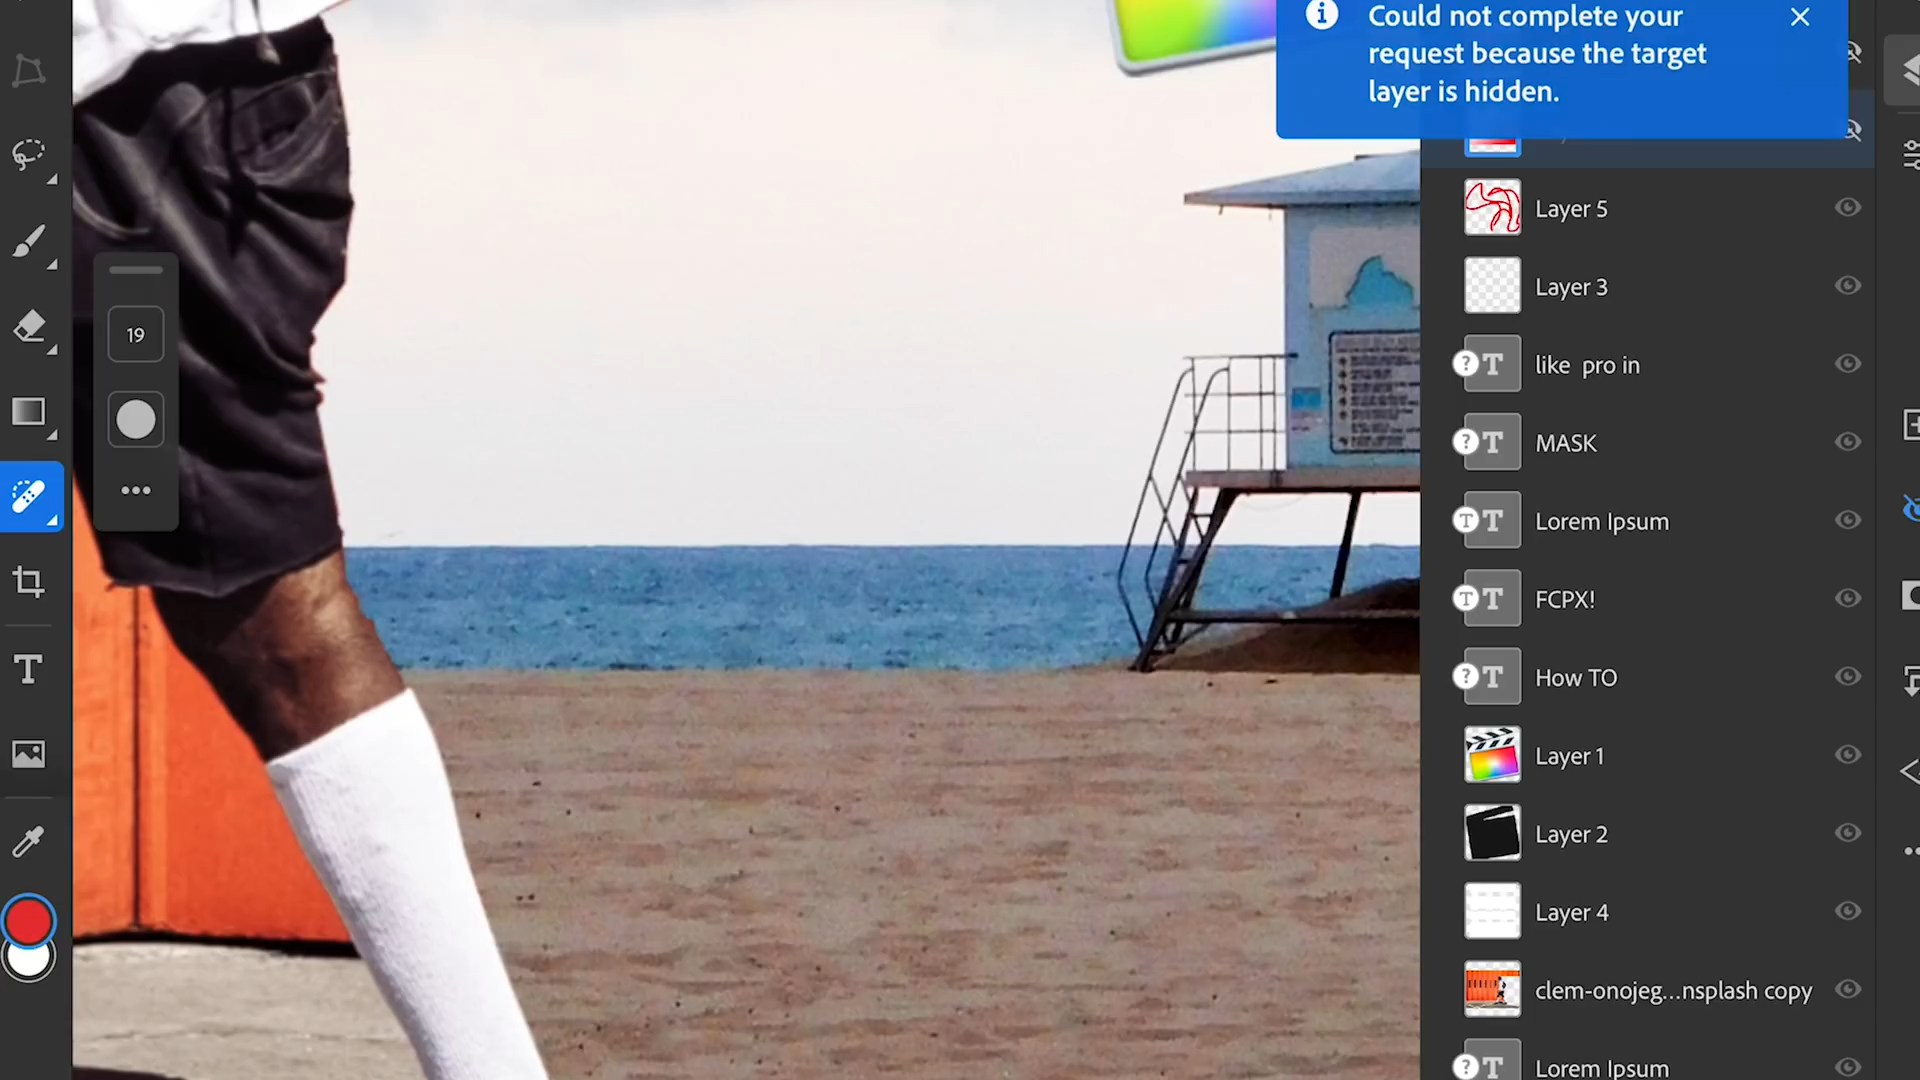 Could not complete your
request because the target
layer is hidden.
Layer 5
Layer 3
? T like pro in
? T MASK
T T Lorem Ipsum
T T FCPX!
? T How TO
Layer 1
Layer 2
Layer 4
clem-onojeg...nsplash copy
? T Lorem Ipsum
19
T